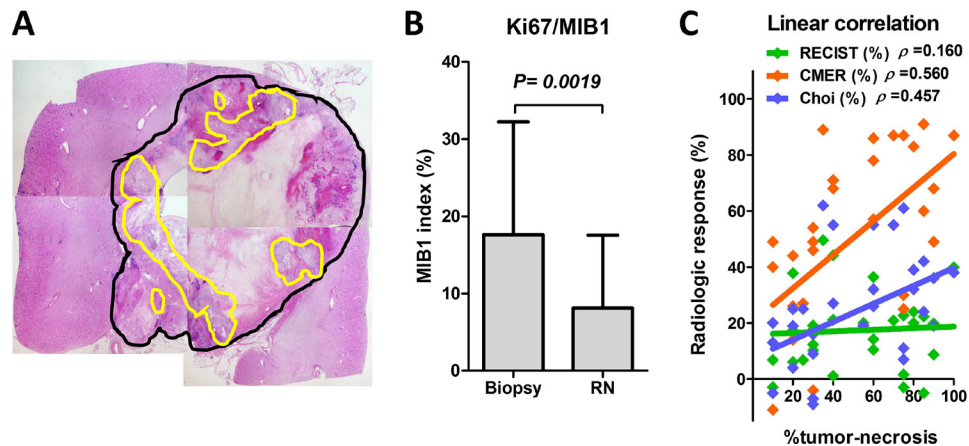 A
B
Ki67/MIB1
P= 0.0019
MIB1 index (%)
40
30
20
10
0
Biopsy
RN
C
Linear correlation
RECIST (%) ρ=0.160
CMER (%) ρ=0.560
Choi (%) ρ=0.457
Radiologic response (%)
100
80
60
40
20
0
20
40
60
80
100
%tumor-necrosis